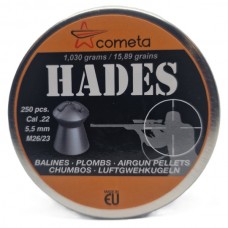 cometa
1,030 grams / 15,89 grains
HADES
250 pcs.
Cal .22
5,5 mm
M26/23
BALINES - PLOMBS - AIRGUN PELLETS
CHUMBOS - LUFTGWEHKUGELN
EU